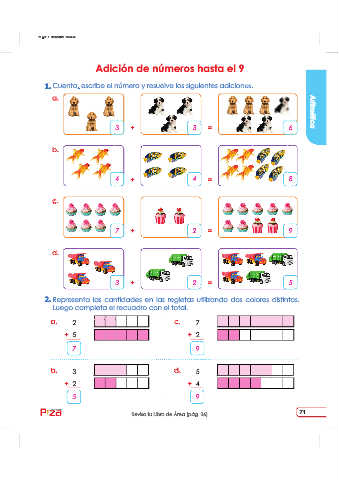 Adición de números hasta el 9
1. Cuenta, escribe el número y resuelve las siguientes adiciones.
Aritmética
a.
3 + 3 = 6
b.
4 + 4 = 8
c.
7 + 2 = 9
d.
3 + 2 = 5
2. Representa las cantidades en las regletas utilizando dos colores distintos.
Luego completa el recuadro con el total.
a. 2
+ 5
7
c. 7
+ 2
9
b. 3
+ 2
5
d. 5
+ 4
9
Revisa tu Libro de Área (pág. 36)
71